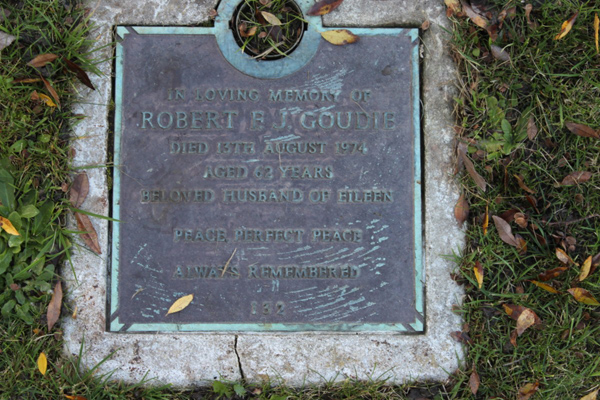 IN LOVING MEMORY OF
ROBERT F. J. GOUDIE
DIED 13TH AUGUST 1974
AGED 62 YEARS
BELOVED HUSBAND OF EILEEN
PEACE, PERFECT PEACE
ALWAYS REMEMBERED